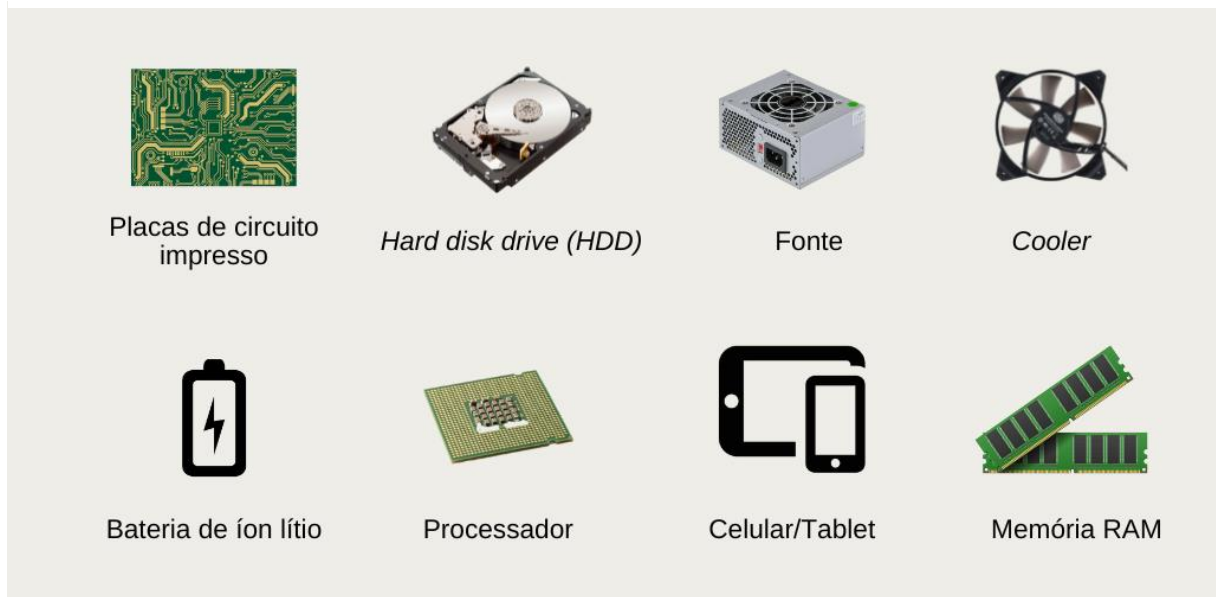 Placas de circuito
impresso
Hard disk drive (HDD)
Fonte
Cooler
Bateria de íon lítio
Processador
Celular/Tablet
Memória RAM